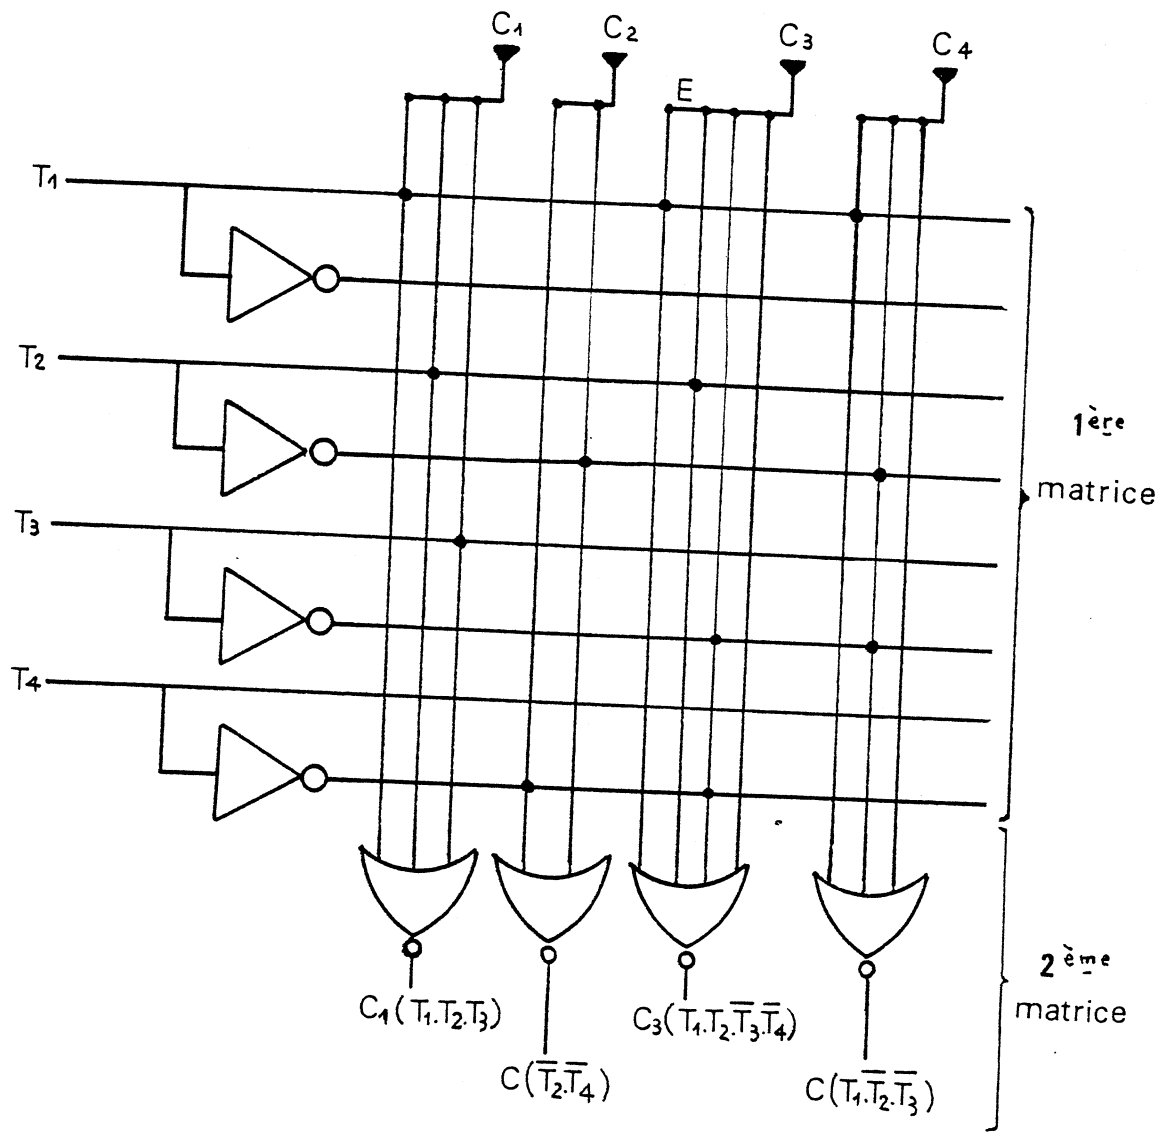 C1
C2
C3
C4
E
T1
T2
1ère
matrice
T3
T4
2ème
matrice
C1(T1.T2.T3)
C3(T1.T2.T̅3.T̅4)
C(T̅2.T̅4)
C(T1.T̅2.T̅3)